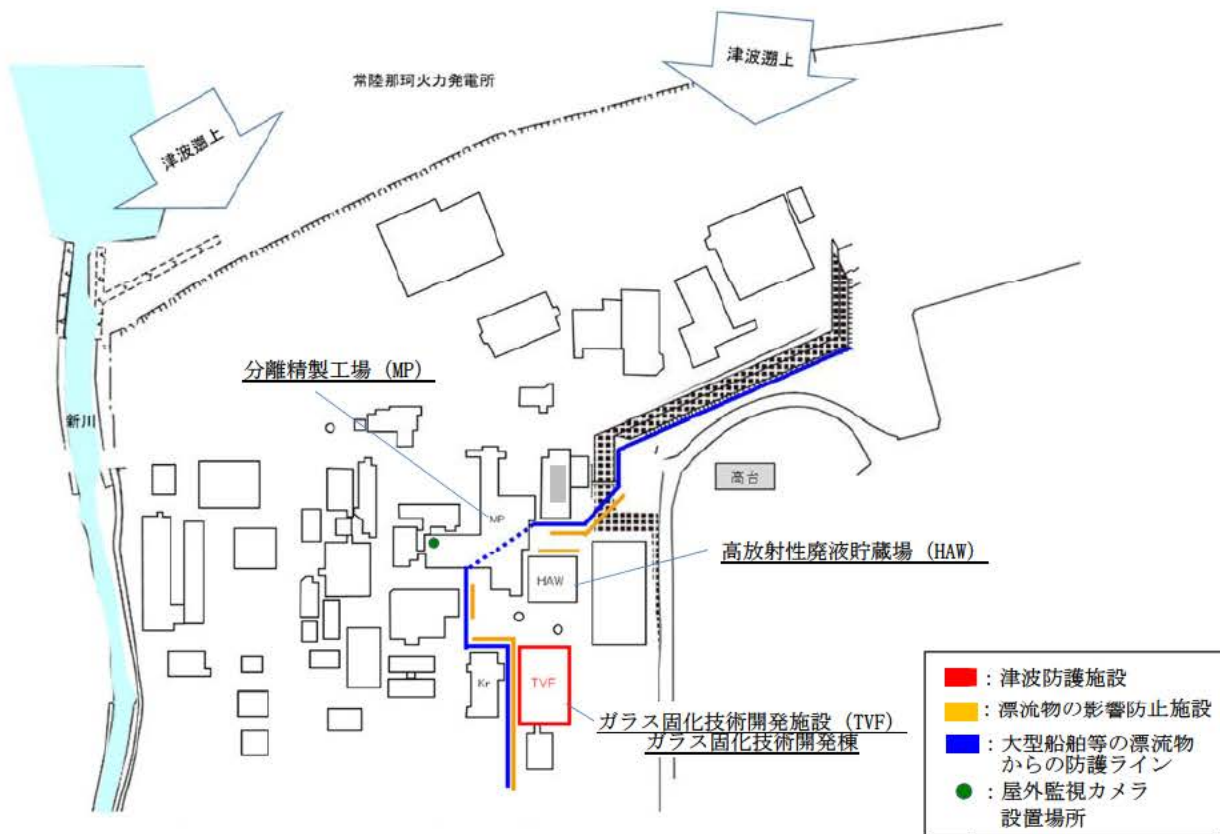 津波遡上
常陸那珂火力発電所
津波遡上
分離精製工場（MP）
新川
高台
MP
高放射性廃液貯蔵場（HAW）
HAW
Kr
TVF
ガラス固化技術開発施設（TVF）
ガラス固化技術開発棟
：津波防護施設
：漂流物の影響防止施設
：大型船舶等の漂流物
からの防護ライン
：屋外監視カメラ
設置場所